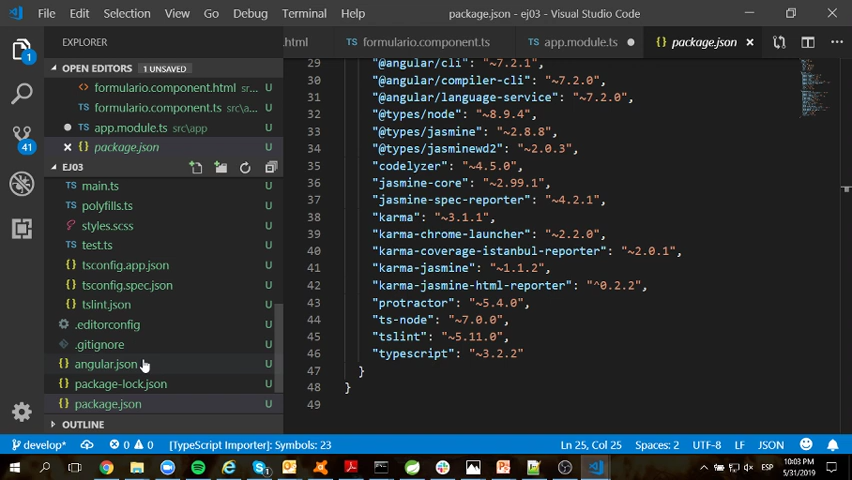 File Edit Selection View Go Debug Terminal Help package.json - ej03 - Visual Studio Code
EXPLORER
.html formulario.component.ts app.module.ts package.json
OPEN EDITORS 1 UNSAVED
formulario.component.html src\ap... U
formulario.component.ts src\a... U
TS app.module.ts src\app U
{} package.json U
EJ03
TS main.ts U
TS polyfills.ts U
styles.scss U
TS test.ts U
{} tsconfig.app.json U
{} tsconfig.spec.json U
{} tslint.json U
.editorconfig U
.gitignore U
{} angular.json U
{} package-lock.json U
{} package.json U
OUTLINE
1
41
29 "@angular/cli": "~7.2.1",
30 "@angular/compiler-cli": "~7.2.0",
31 "@angular/language-service": "~7.2.0",
32 "@types/node": "~8.9.4",
33 "@types/jasmine": "~2.8.8",
34 "@types/jasminewd2": "~2.0.3",
35 "codelyzer": "~4.5.0",
36 "jasmine-core": "~2.99.1",
37 "jasmine-spec-reporter": "~4.2.1",
38 "karma": "~3.1.1",
39 "karma-chrome-launcher": "~2.2.0",
40 "karma-coverage-istanbul-reporter": "~2.0.1",
41 "karma-jasmine": "~1.1.2",
42 "karma-jasmine-html-reporter": "^0.2.2",
43 "protractor": "~5.4.0",
44 "ts-node": "~7.0.0",
45 "tslint": "~5.11.0",
46 "typescript": "~3.2.2"
47 }
48 }
49
develop* 0 0 [TypeScript Importer]: Symbols: 23 Ln 25, Col 25 Spaces: 2 UTF-8 LF JSON
ESP 10:03 PM
5/31/2019